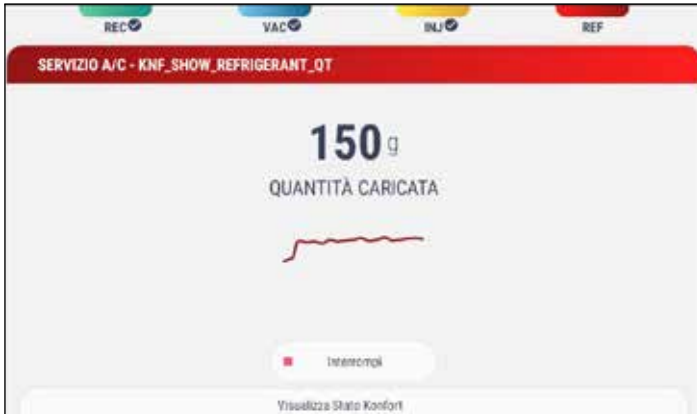 REC
VAC
INJ
REF
SERVIZIO A/C - KNF_SHOW_REFRIGERANT_QT
150 g
QUANTITÀ CARICATA
Interrompi
Visualizza Stato Konfort